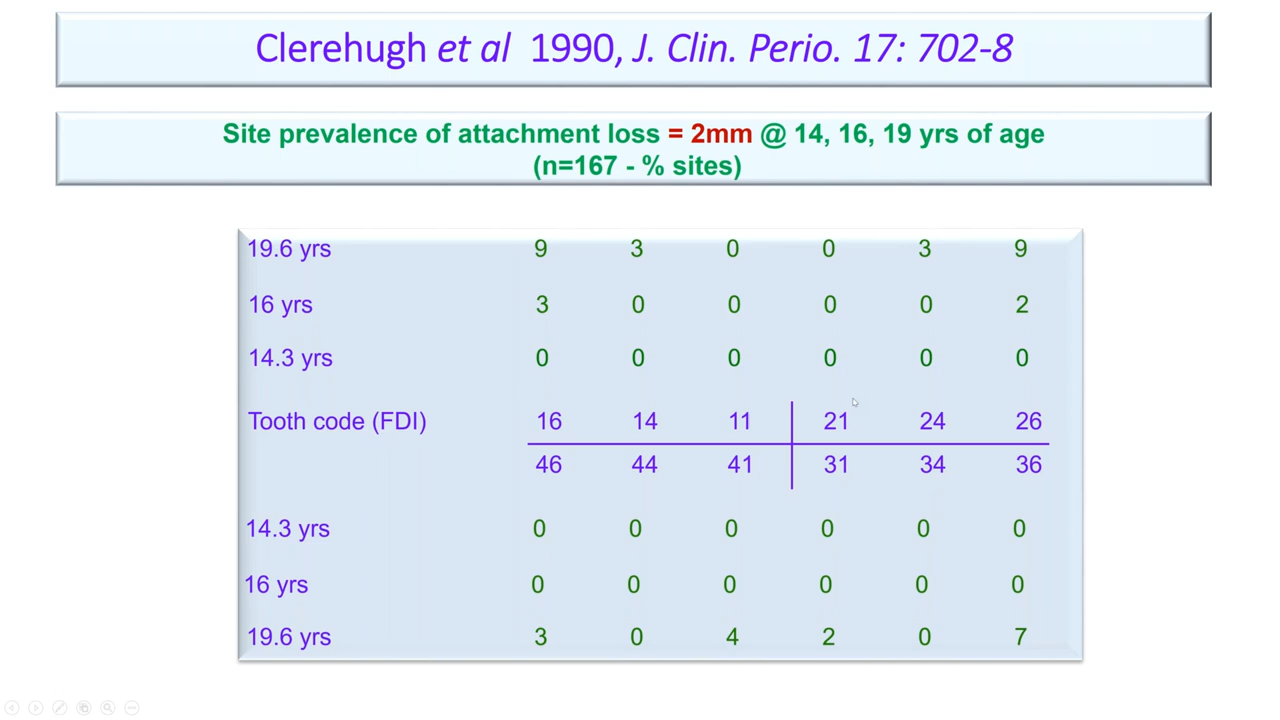 Clerehugh et al 1990, J. Clin. Perio. 17: 702-8
Site prevalence of attachment loss = 2mm @ 14, 16, 19 yrs of age
(n=167 - % sites)
19.6 yrs 9 3 0 0 3 9
16 yrs 3 0 0 0 0 2
14.3 yrs 0 0 0 0 0 0
Tooth code (FDI) 16 14 11 21 24 26
46 44 41 31 34 36
14.3 yrs 0 0 0 0 0 0
16 yrs 0 0 0 0 0 0
19.6 yrs 3 0 4 2 0 7